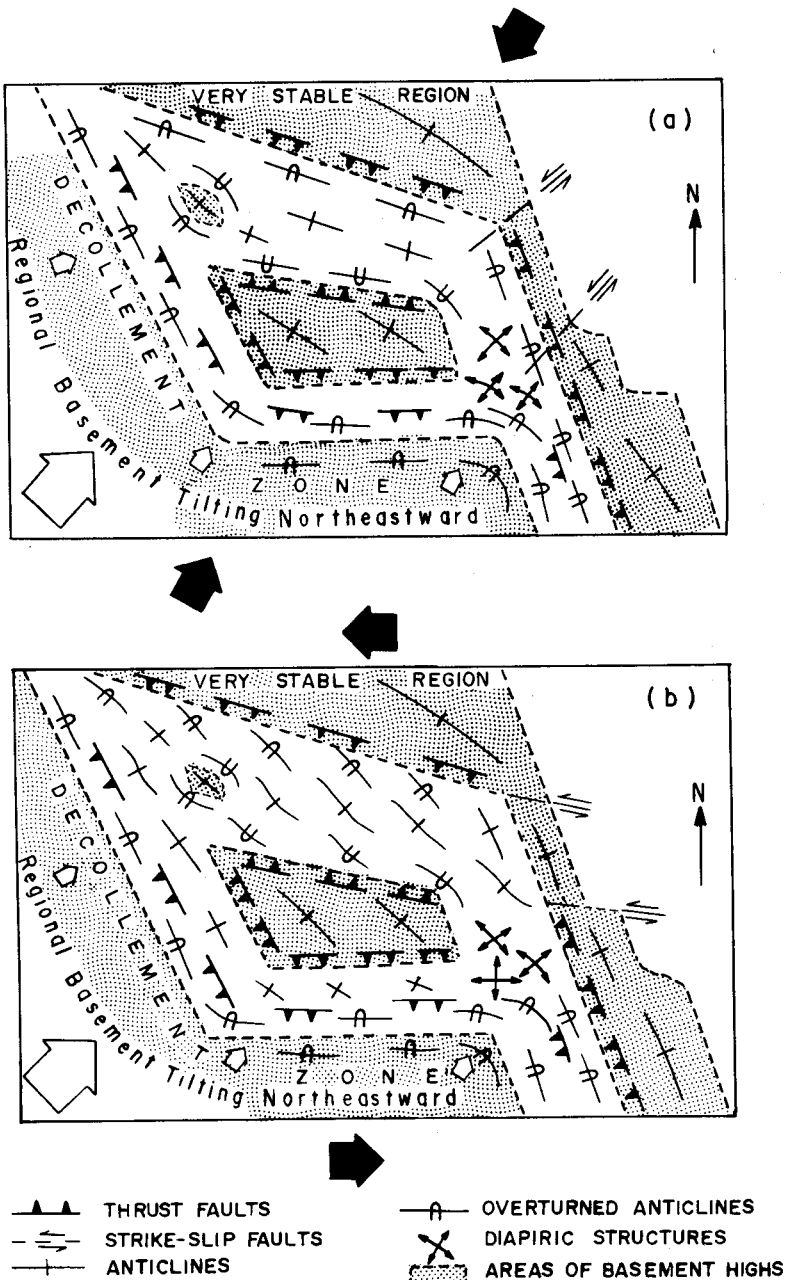 VERY STABLE REGION
(a)
N
DECOLLEMENT
ZONE
Regional Basement Tilting Northeastward
VERY STABLE REGION
(b)
N
DECOLLEMENT
ZONE
Regional Basement Tilting Northeastward
THRUST FAULTS
OVERTURNED ANTICLINES
STRIKE-SLIP FAULTS
DIAPIRIC STRUCTURES
ANTICLINES
AREAS OF BASEMENT HIGHS